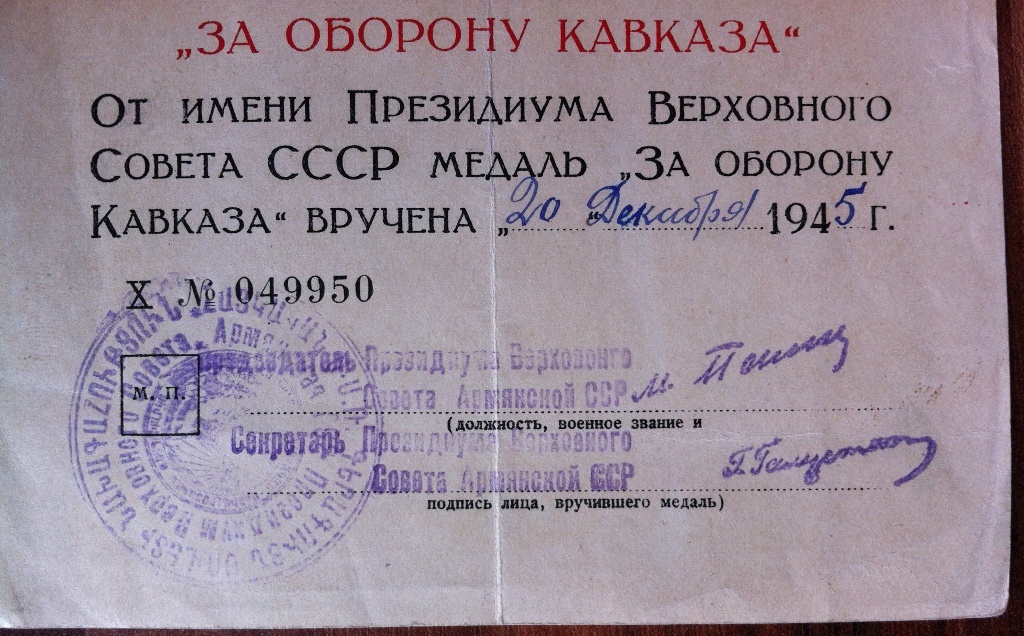 „ЗА ОБОРОНУ КАВКАЗА“
От имени Президиума Верховного
Совета СССР медаль „За оборону
Кавказа“ вручена „20 „Декабря 1945 г.
X № 049950
М. П.
Председатель Президиума Верховонго
Совета Армянской ССР м.
(должность, военное звание и
Секретарь Президиума Верховного
Совета Армянской ССР
подпись лица, вручившего медаль)